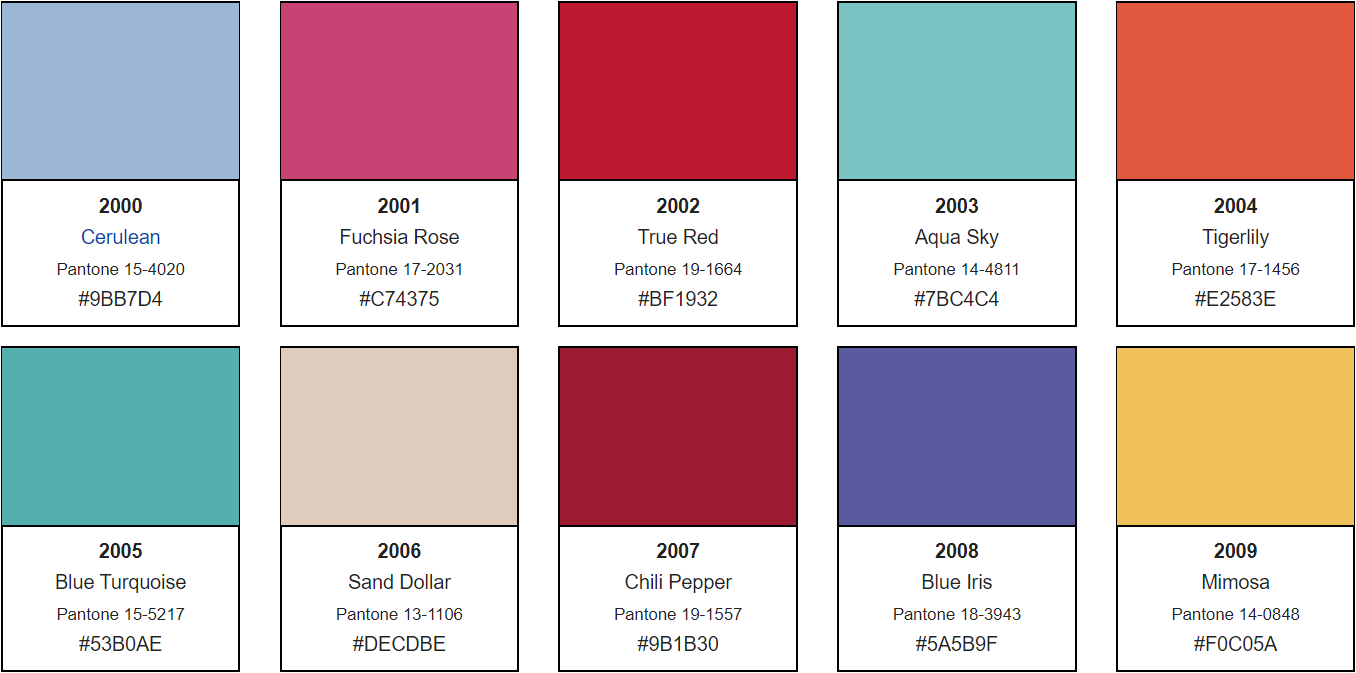 2000
Cerulean
Pantone 15-4020
#9BB7D4
2001
Fuchsia Rose
Pantone 17-2031
#C74375
2002
True Red
Pantone 19-1664
#BF1932
2003
Aqua Sky
Pantone 14-4811
#7BC4C4
2004
Tigerlily
Pantone 17-1456
#E2583E
2005
Blue Turquoise
Pantone 15-5217
#53B0AE
2006
Sand Dollar
Pantone 13-1106
#DECDBE
2007
Chili Pepper
Pantone 19-1557
#9B1B30
2008
Blue Iris
Pantone 18-3943
#5A5B9F
2009
Mimosa
Pantone 14-0848
#F0C05A